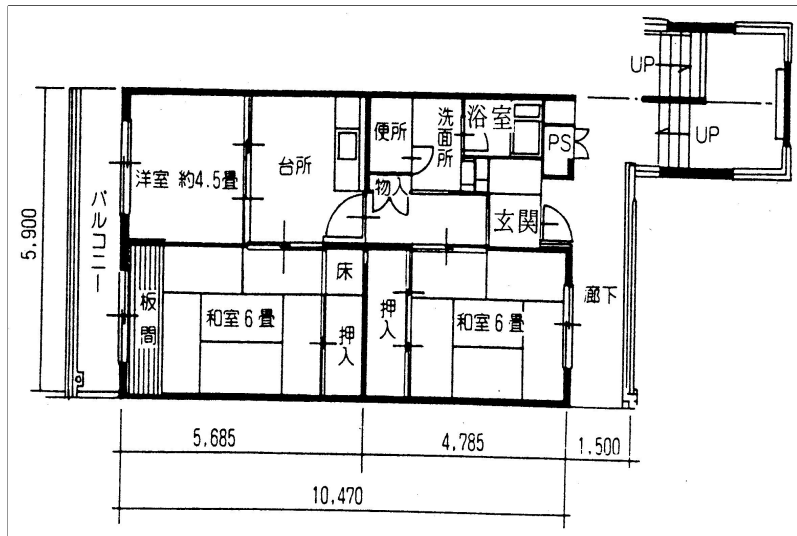 UP
UP
浴室
洗面所
便所
PS
台所
物入
洋室 約4.5畳
玄関
バルコニー
5,900
床
廊下
板間
和室6畳
押入
押入
和室6畳
5,685
4,785
1,500
10,470